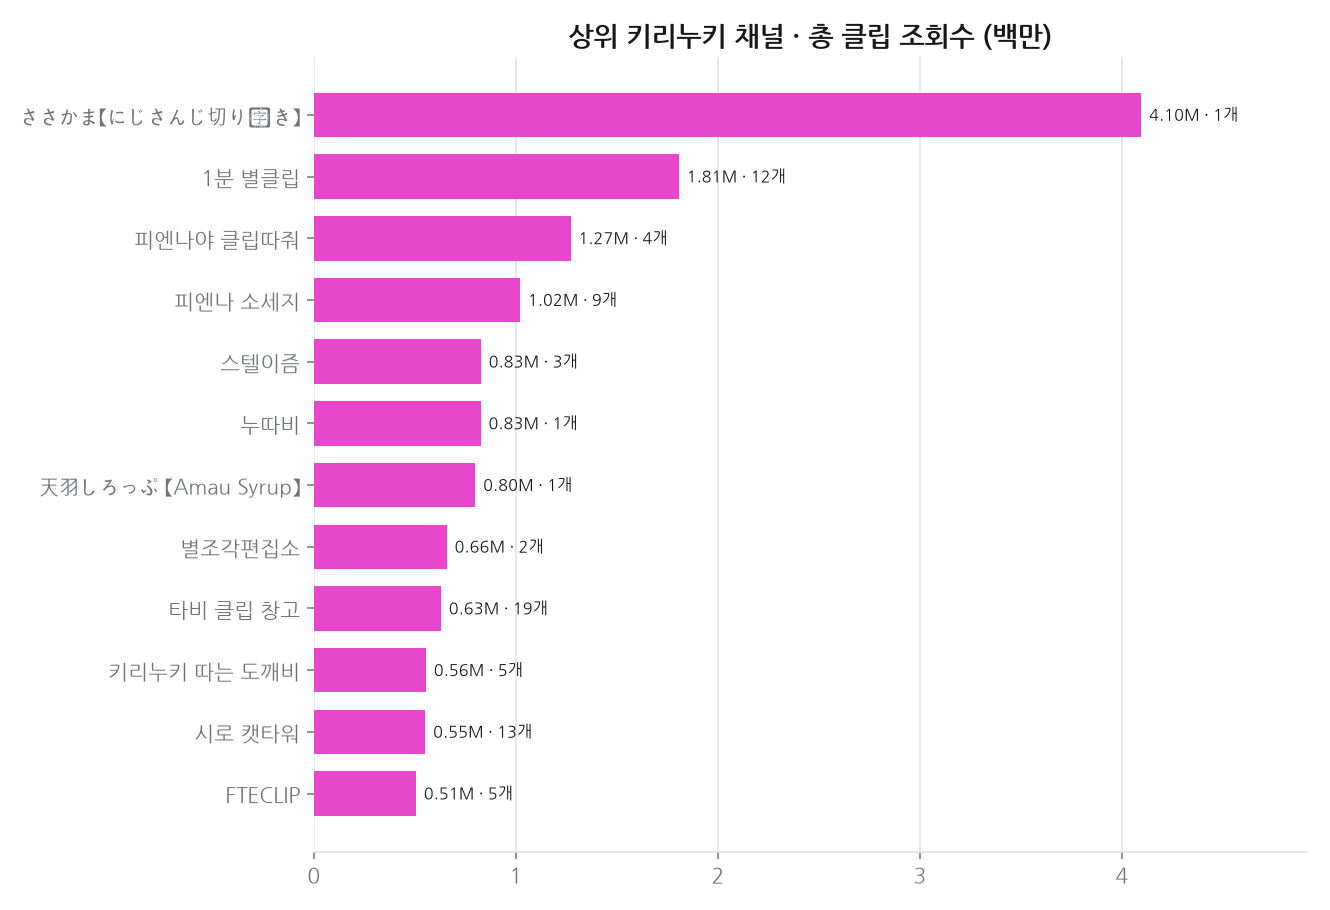 상위 키리누키 채널 · 총 클립 조회수 (백만)
ささかま【にじさんじ切り字き】 4.10M · 1개
1분 별클립 1.81M · 12개
피엔나야 클립따줘 1.27M · 4개
피엔나 소세지 1.02M · 9개
스텔이즘 0.83M · 3개
누따비 0.83M · 1개
天羽しろっぷ【Amau Syrup】 0.80M · 1개
별조각편집소 0.66M · 2개
타비 클립 창고 0.63M · 19개
키리누키 따는 도깨비 0.56M · 5개
시로 캣타워 0.55M · 13개
FTECLIP 0.51M · 5개
0 1 2 3 4